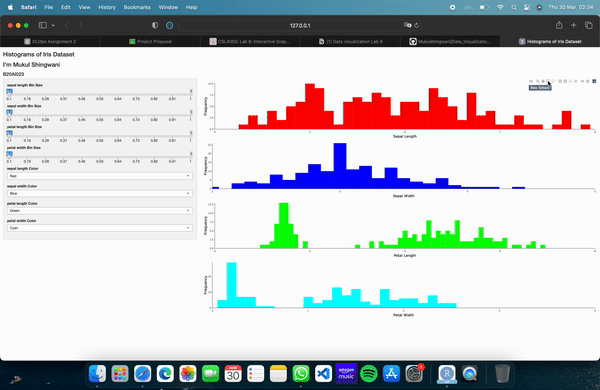 Safari File Edit View History Bookmarks Window Help
Thu 30 Mar 02:34
127.0.0.1
DLOps Assignment 3
Project Proposal
CSL4050: Lab 8: Interactive Grap...
(1) Data visualization Lab 8
Histograms of Iris Dataset
Histograms of Iris Dataset
I'm Mukul Shingwani
B20AI023
sepal length Bin Size
0.1 0.19 0.28 0.37 0.46 0.55 0.64 0.73 0.82 0.91 1
sepal width Bin Size
0.1 0.19 0.28 0.37 0.46 0.55 0.64 0.73 0.82 0.91 1
petal length Bin Size
0.1 0.19 0.28 0.37 0.46 0.55 0.64 0.73 0.82 0.91 1
petal width Bin Size
0.1 0.19 0.28 0.37 0.46 0.55 0.64 0.73 0.82 0.91 1
sepal length Color
Red
sepal width Color
Blue
petal length Color
Green
petal width Color
Cyan
Box Select
Frequency
Sepal Length
Frequency
Sepal Width
Frequency
Petal Length
Frequency
Petal Width
MAR
30
amazon
music